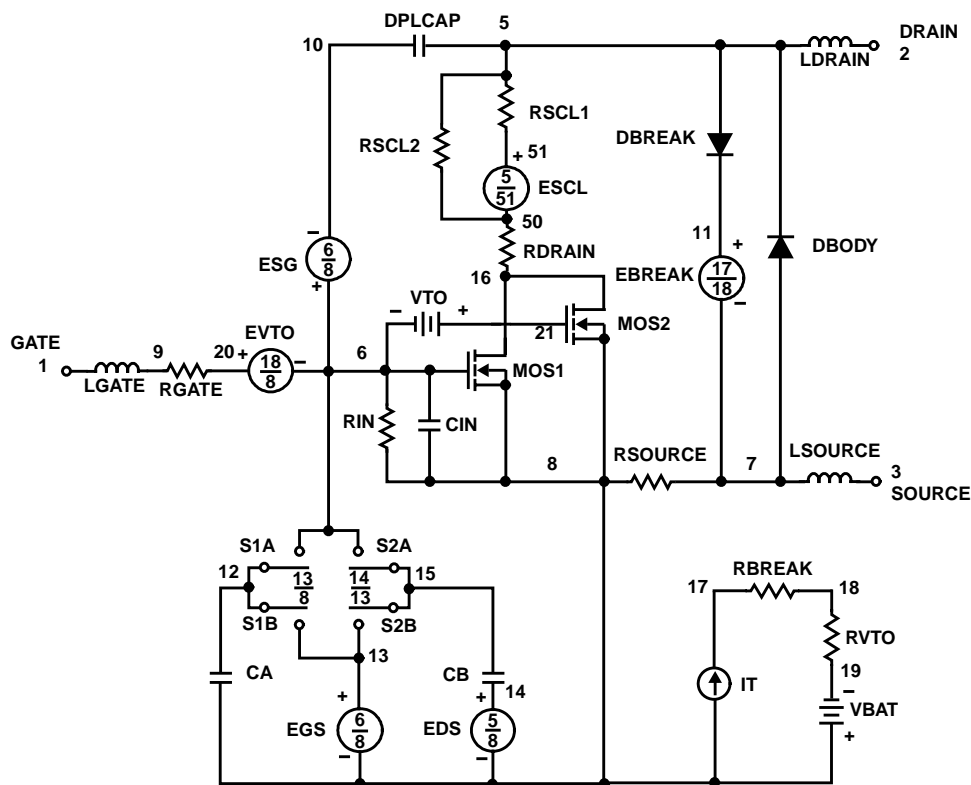 DPLCAP 5 DRAIN
10 2
LDRAIN
RSCL1
RSCL2 DBREAK
+ 51
5
51 ESCL
50
- RDRAIN 11 + DBODY
ESG 6
8 16 EBREAK 17
18
+ VTO -
- + 21 MOS2
GATE EVTO
1 9 20 + 18
8 - 6 MOS1
LGATE RGATE
RIN CIN
LSOURCE
8 RSOURCE 7 3
SOURCE
S1A S2A
12 13
8 14
13 15 RBREAK
17 18
S1B S2B
RVTO
13
CA CB 19
+ + 14 IT -
VBAT
EGS 6
8 EDS 5
8 +
- -